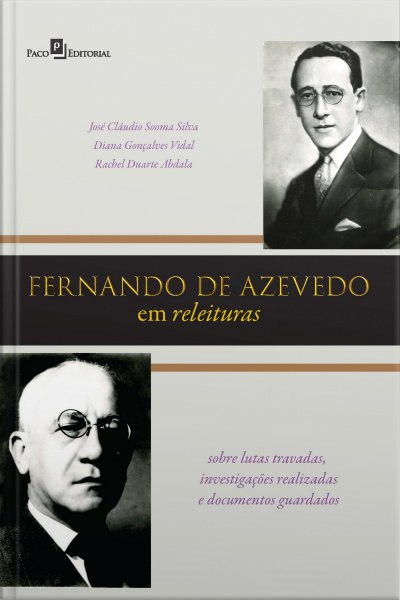 PACO EDITORIAL
José Cláudio Sooma Silva
Diana Gonçalves Vidal
Rachel Duarte Abdala
FERNANDO DE AZEVEDO
em releituras
sobre lutas travadas,
investigações realizadas
e documentos guardados